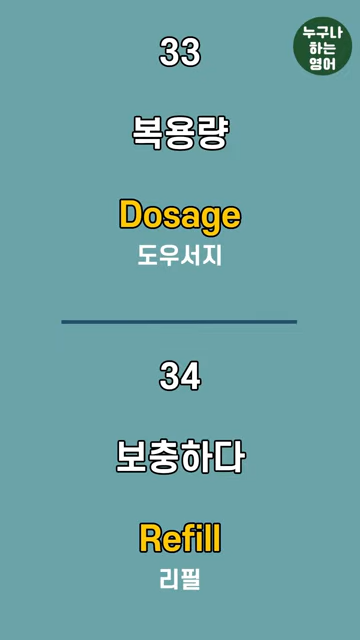 33
누구나
하는
영어
복용량
Dosage
도우서지
34
보충하다
Refill
리필